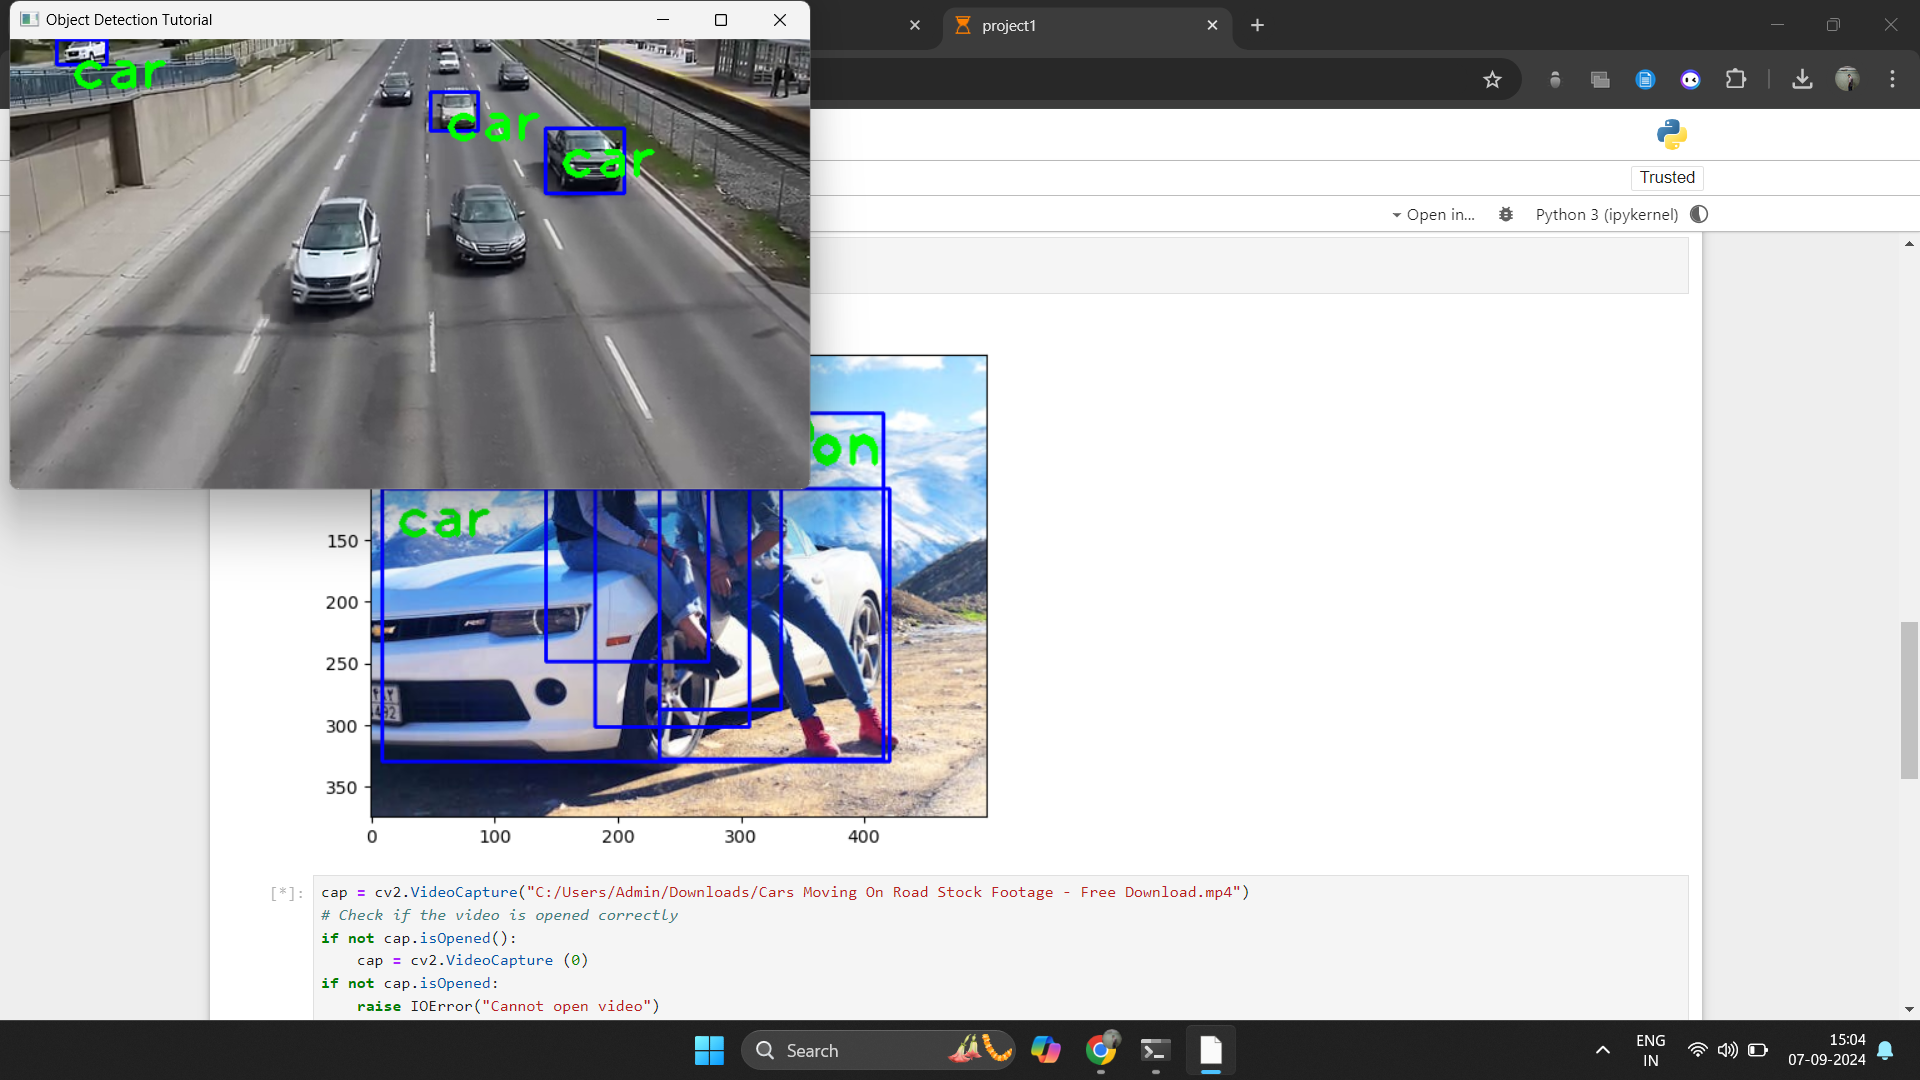 Object Detection Tutorial
project1
car
car
car
Trusted
Open in...
Python 3 (ipykernel)
on
car
150
200
250
300
350
0
100
200
300
400
[*]:
cap = cv2.VideoCapture("C:/Users/Admin/Downloads/Cars Moving On Road Stock Footage - Free Download.mp4")
# Check if the video is opened correctly
if not cap.isOpened():
cap = cv2.VideoCapture (0)
if not cap.isOpened:
raise IOError("Cannot open video")
Search
ENG
IN
15:04
07-09-2024